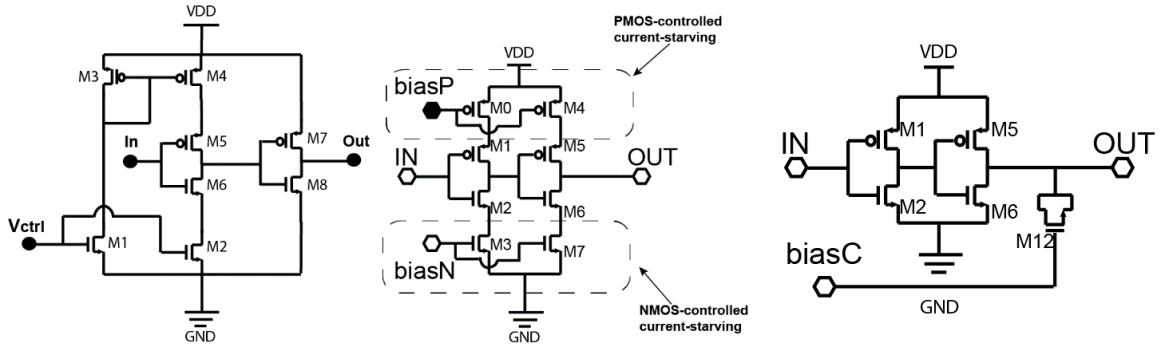 VDD
M3
M4
In
M5
M6
M7
Out
M8
Vctrl
M1
M2
GND
PMOS-controlled
current-starving
VDD
biasP
M0
M4
IN
M1
M5
OUT
M2
M6
biasN
M3
M7
GND
NMOS-controlled
current-starving
VDD
IN
M1
M5
OUT
M2
M6
M12
biasC
GND